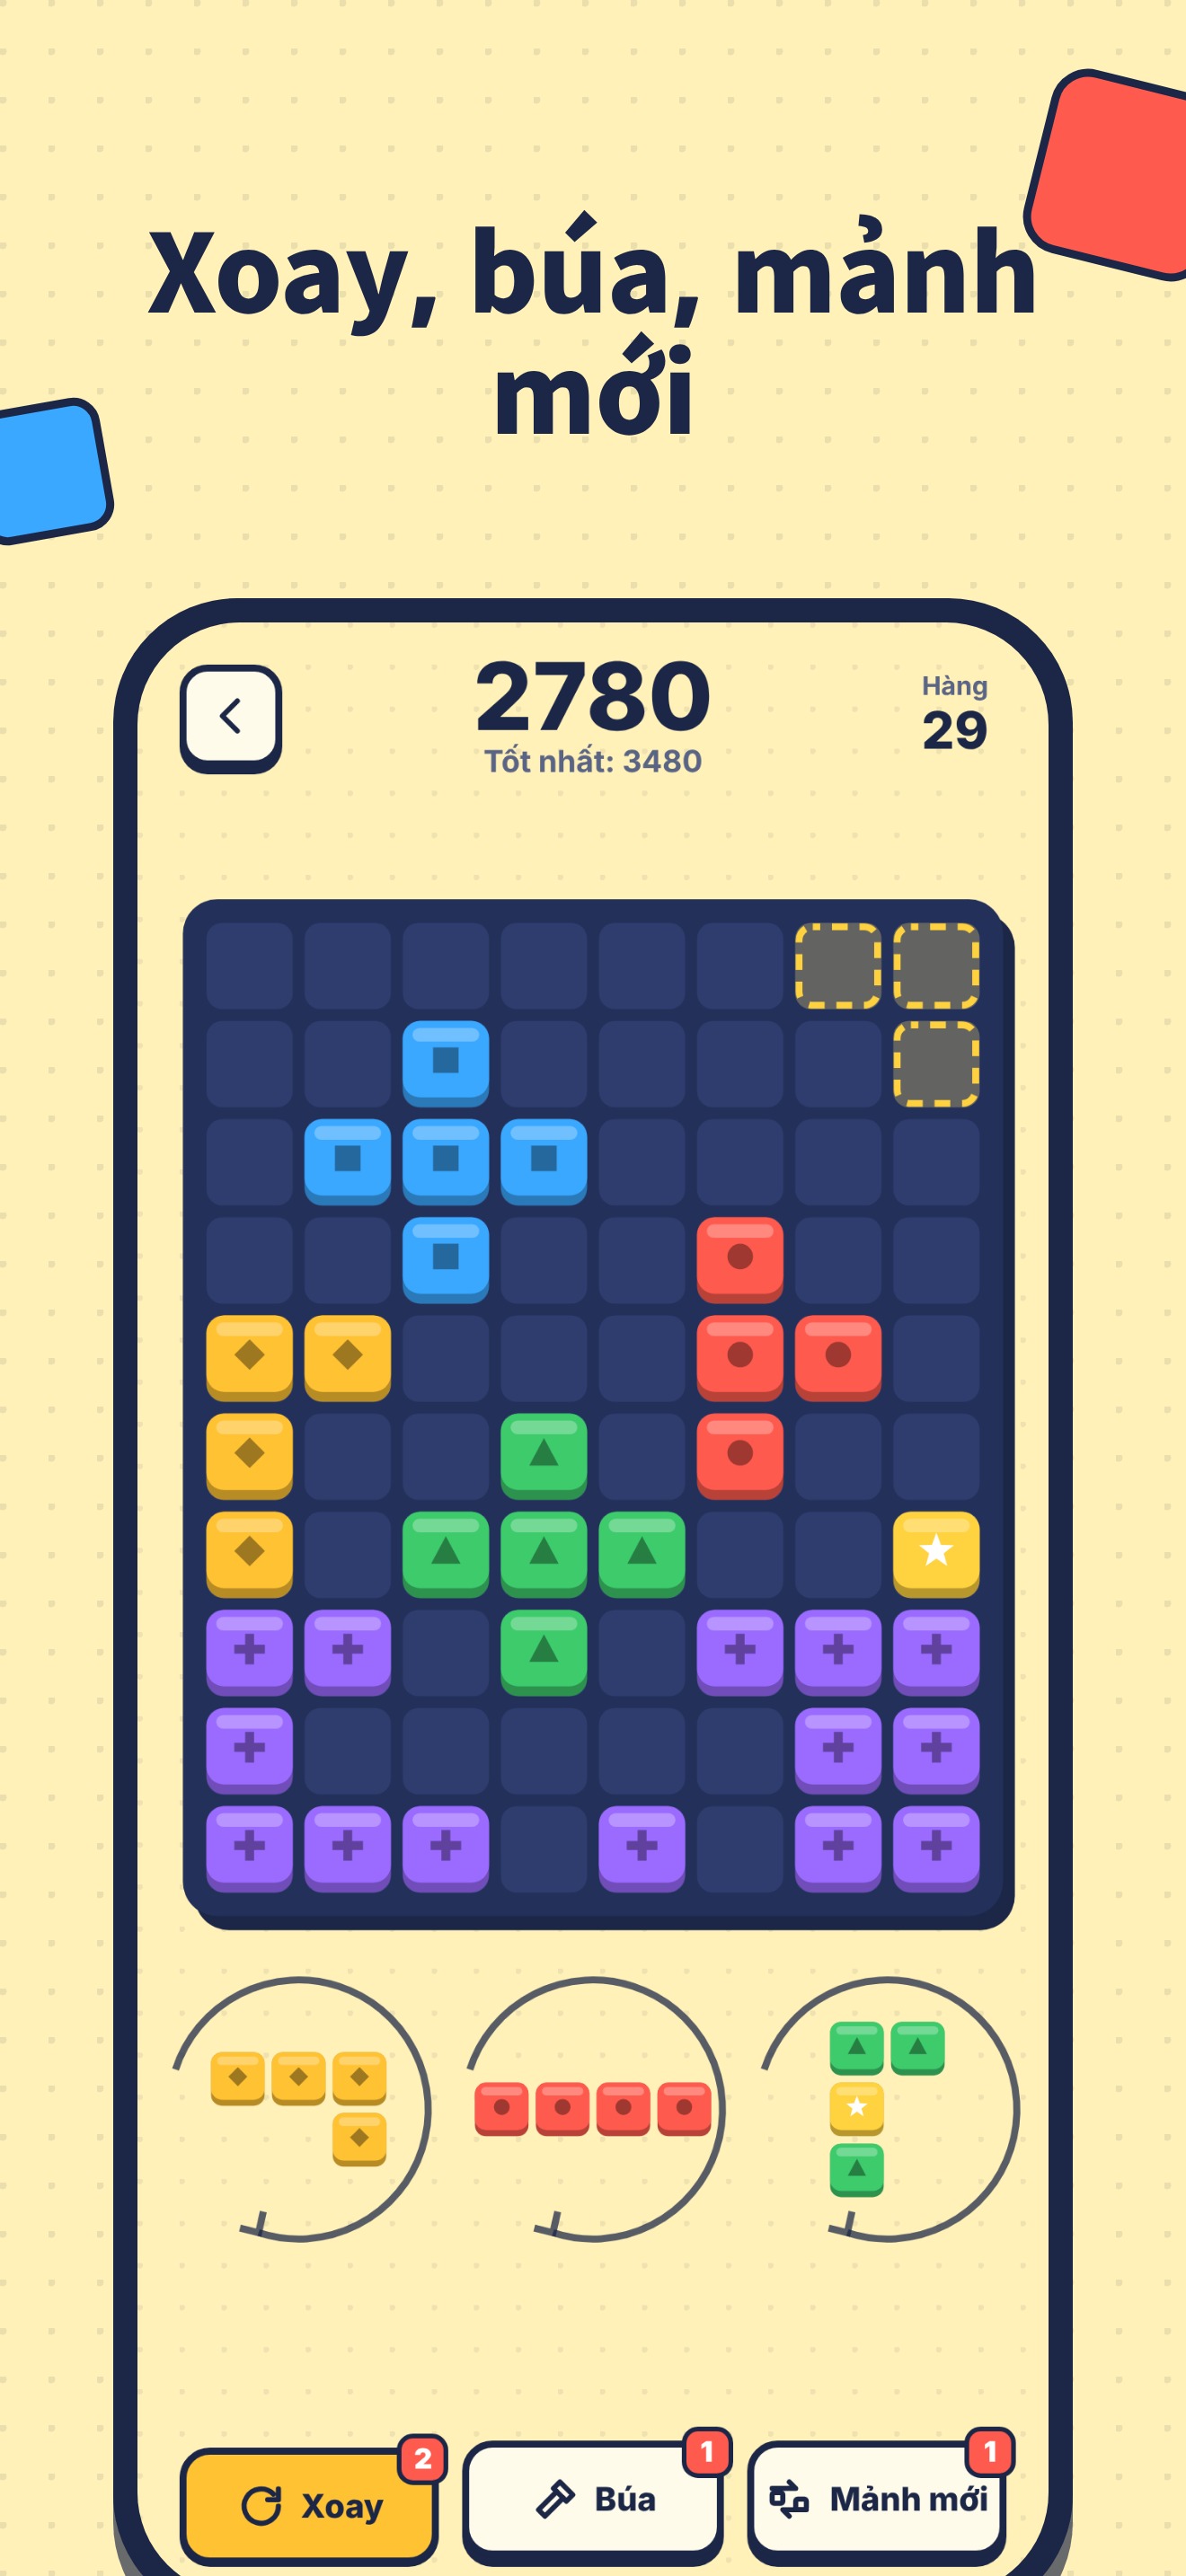 Xoay, búa, mảnh
mới
2780
Tốt nhất: 3480
Hàng
29
2
Xoay
1
Búa
1
Mảnh mới